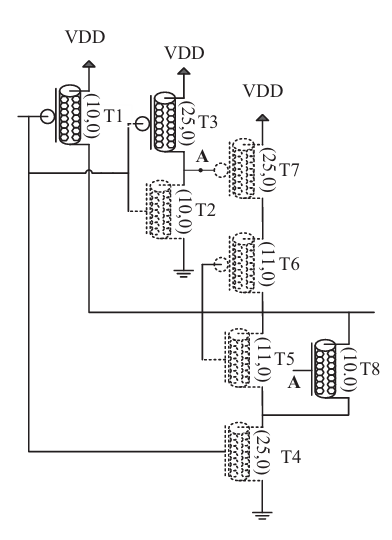 VDD
VDD
VDD
(10,0)
T1
(25,0)
T3
A
(25,0)
T7
(10,0)
T2
(11,0)
T6
(11,0)
T5
A
(10.0)
T8
(25,0)
T4